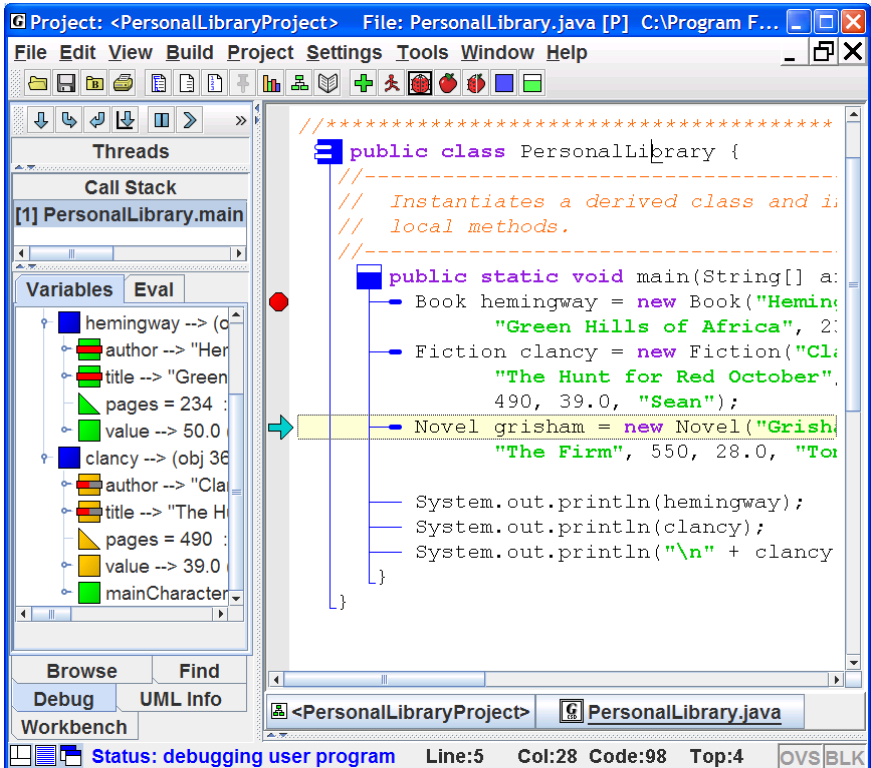 Project: <PersonalLibraryProject> File: PersonalLibrary.java [P] C:\Program F...
File Edit View Build Project Settings Tools Window Help
Threads
Call Stack
[1] PersonalLibrary.main
Variables Eval
hemingway --> (o
author --> "Her
title --> "Green
pages = 234 :
value --> 50.0 (
clancy --> (obj 36
author --> "Cla
title --> "The H
pages = 490 :
value --> 39.0 (
mainCharacter
Browse Find
Debug UML Info
Workbench
//***************************************
public class PersonalLibrary {
//-------------------------------------
// Instantiates a derived class and i
// local methods.
//-------------------------------------
public static void main(String[] a
Book hemingway = new Book("Heming
"Green Hills of Africa", 2
Fiction clancy = new Fiction("Cla
"The Hunt for Red October",
490, 39.0, "Sean");
Novel grisham = new Novel("Grisha
"The Firm", 550, 28.0, "Tom
System.out.println(hemingway);
System.out.println(clancy);
System.out.println("\n" + clancy
}
}
<PersonalLibraryProject> PersonalLibrary.java
Status: debugging user program Line:5 Col:28 Code:98 Top:4 OVS BLK